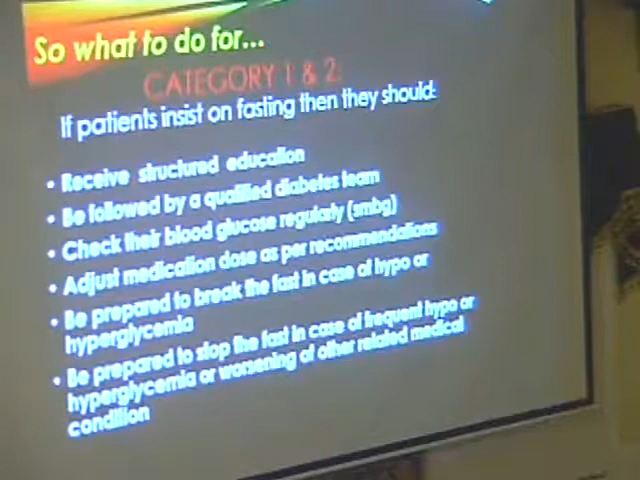 So what to do for...
CATEGORY 1 & 2:
If patients insist on fasting then they should:
• Receive structured education
• Be followed by a qualified diabetes team
• Check their blood glucose regularly (smbg)
• Adjust medication dose as per recommendations
• Be prepared to break the fast in case of hypo or
hyperglycemia
• Be prepared to stop the fast in case of frequent hypo or
hyperglycemia or worsening of other related medical
condition